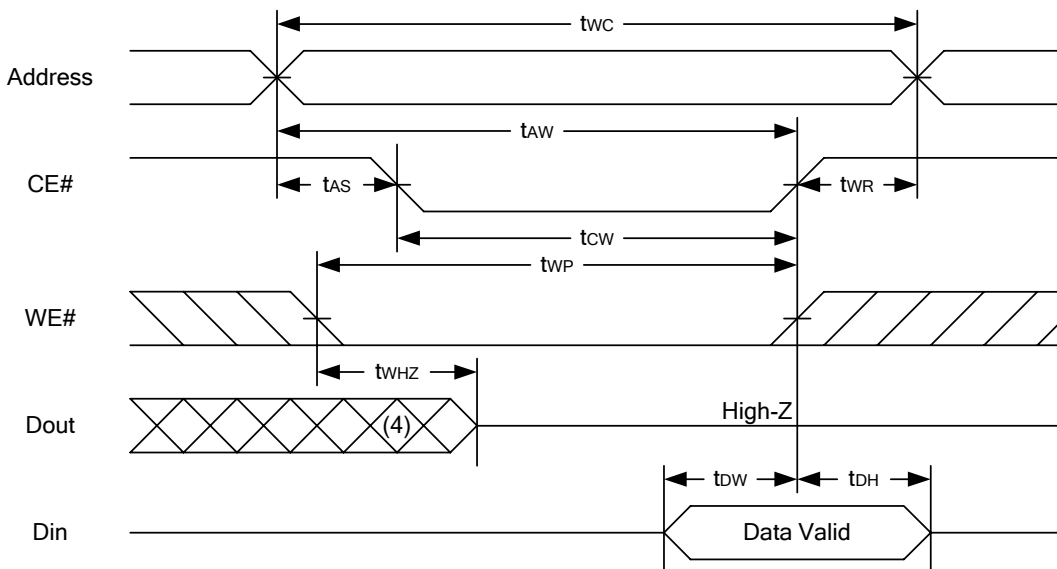 tWC
Address
tAW
CE#
tAS
tWR
tCW
tWP
WE#
tWHZ
Dout
(4)
High-Z
tDW
tDH
Din
Data Valid